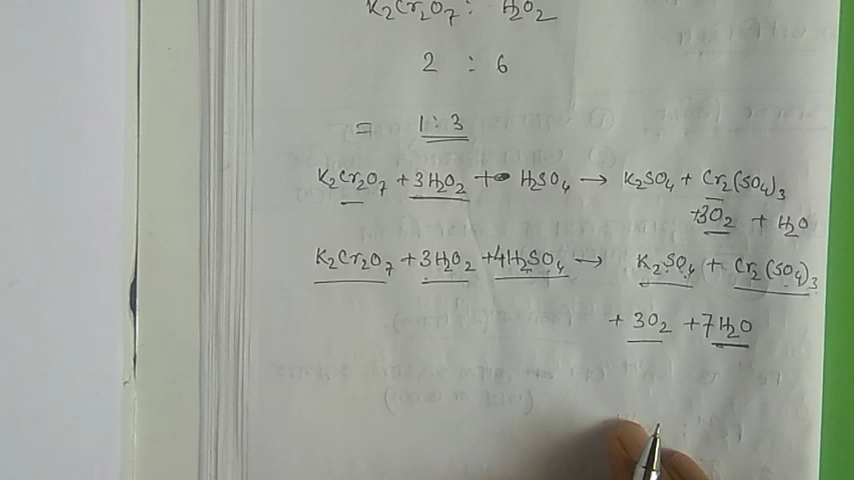 K₂Cr₂O₇ : H₂O₂
2 : 6
= 1 : 3
K₂Cr₂O₇ + 3H₂O₂ + H₂SO₄ → K₂SO₄ + Cr₂(SO₄)₃
+3O₂ + H₂O
K₂Cr₂O₇ + 3H₂O₂ + 4H₂SO₄ → K₂SO₄ + Cr₂(SO₄)₃
+ 3O₂ + 7H₂O